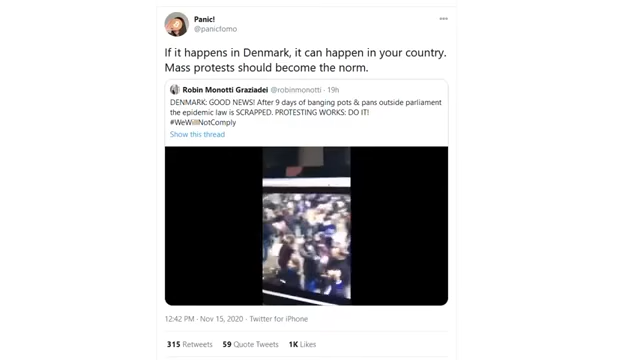 Panic!
@panicfomo
If it happens in Denmark, it can happen in your country.
Mass protests should become the norm.
Robin Monotti Graziadei @robinmonotti · 19h
DENMARK: GOOD NEWS! After 9 days of banging pots & pans outside parliament
the epidemic law is SCRAPPED. PROTESTING WORKS: DO IT!
#WeWillNotComply
Show this thread
12:42 PM · Nov 15, 2020 · Twitter for iPhone
315 Retweets 59 Quote Tweets 1K Likes